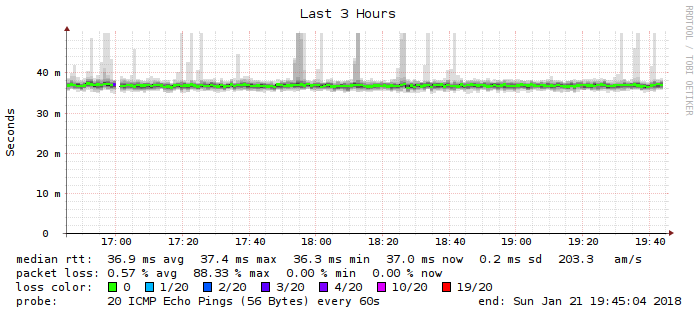 Last 3 Hours
RRDTOOL / TOBI OETIKER
Seconds
40 m
30 m
20 m
10 m
0
17:00 17:20 17:40 18:00 18:20 18:40 19:00 19:20 19:40
median rtt: 36.9 ms avg 37.4 ms max 36.3 ms min 37.0 ms now 0.2 ms sd 203.3 am/s
packet loss: 0.57 % avg 88.33 % max 0.00 % min 0.00 % now
loss color: 0 1/20 2/20 3/20 4/20 10/20 19/20
probe: 20 ICMP Echo Pings (56 Bytes) every 60s end: Sun Jan 21 19:45:04 2018